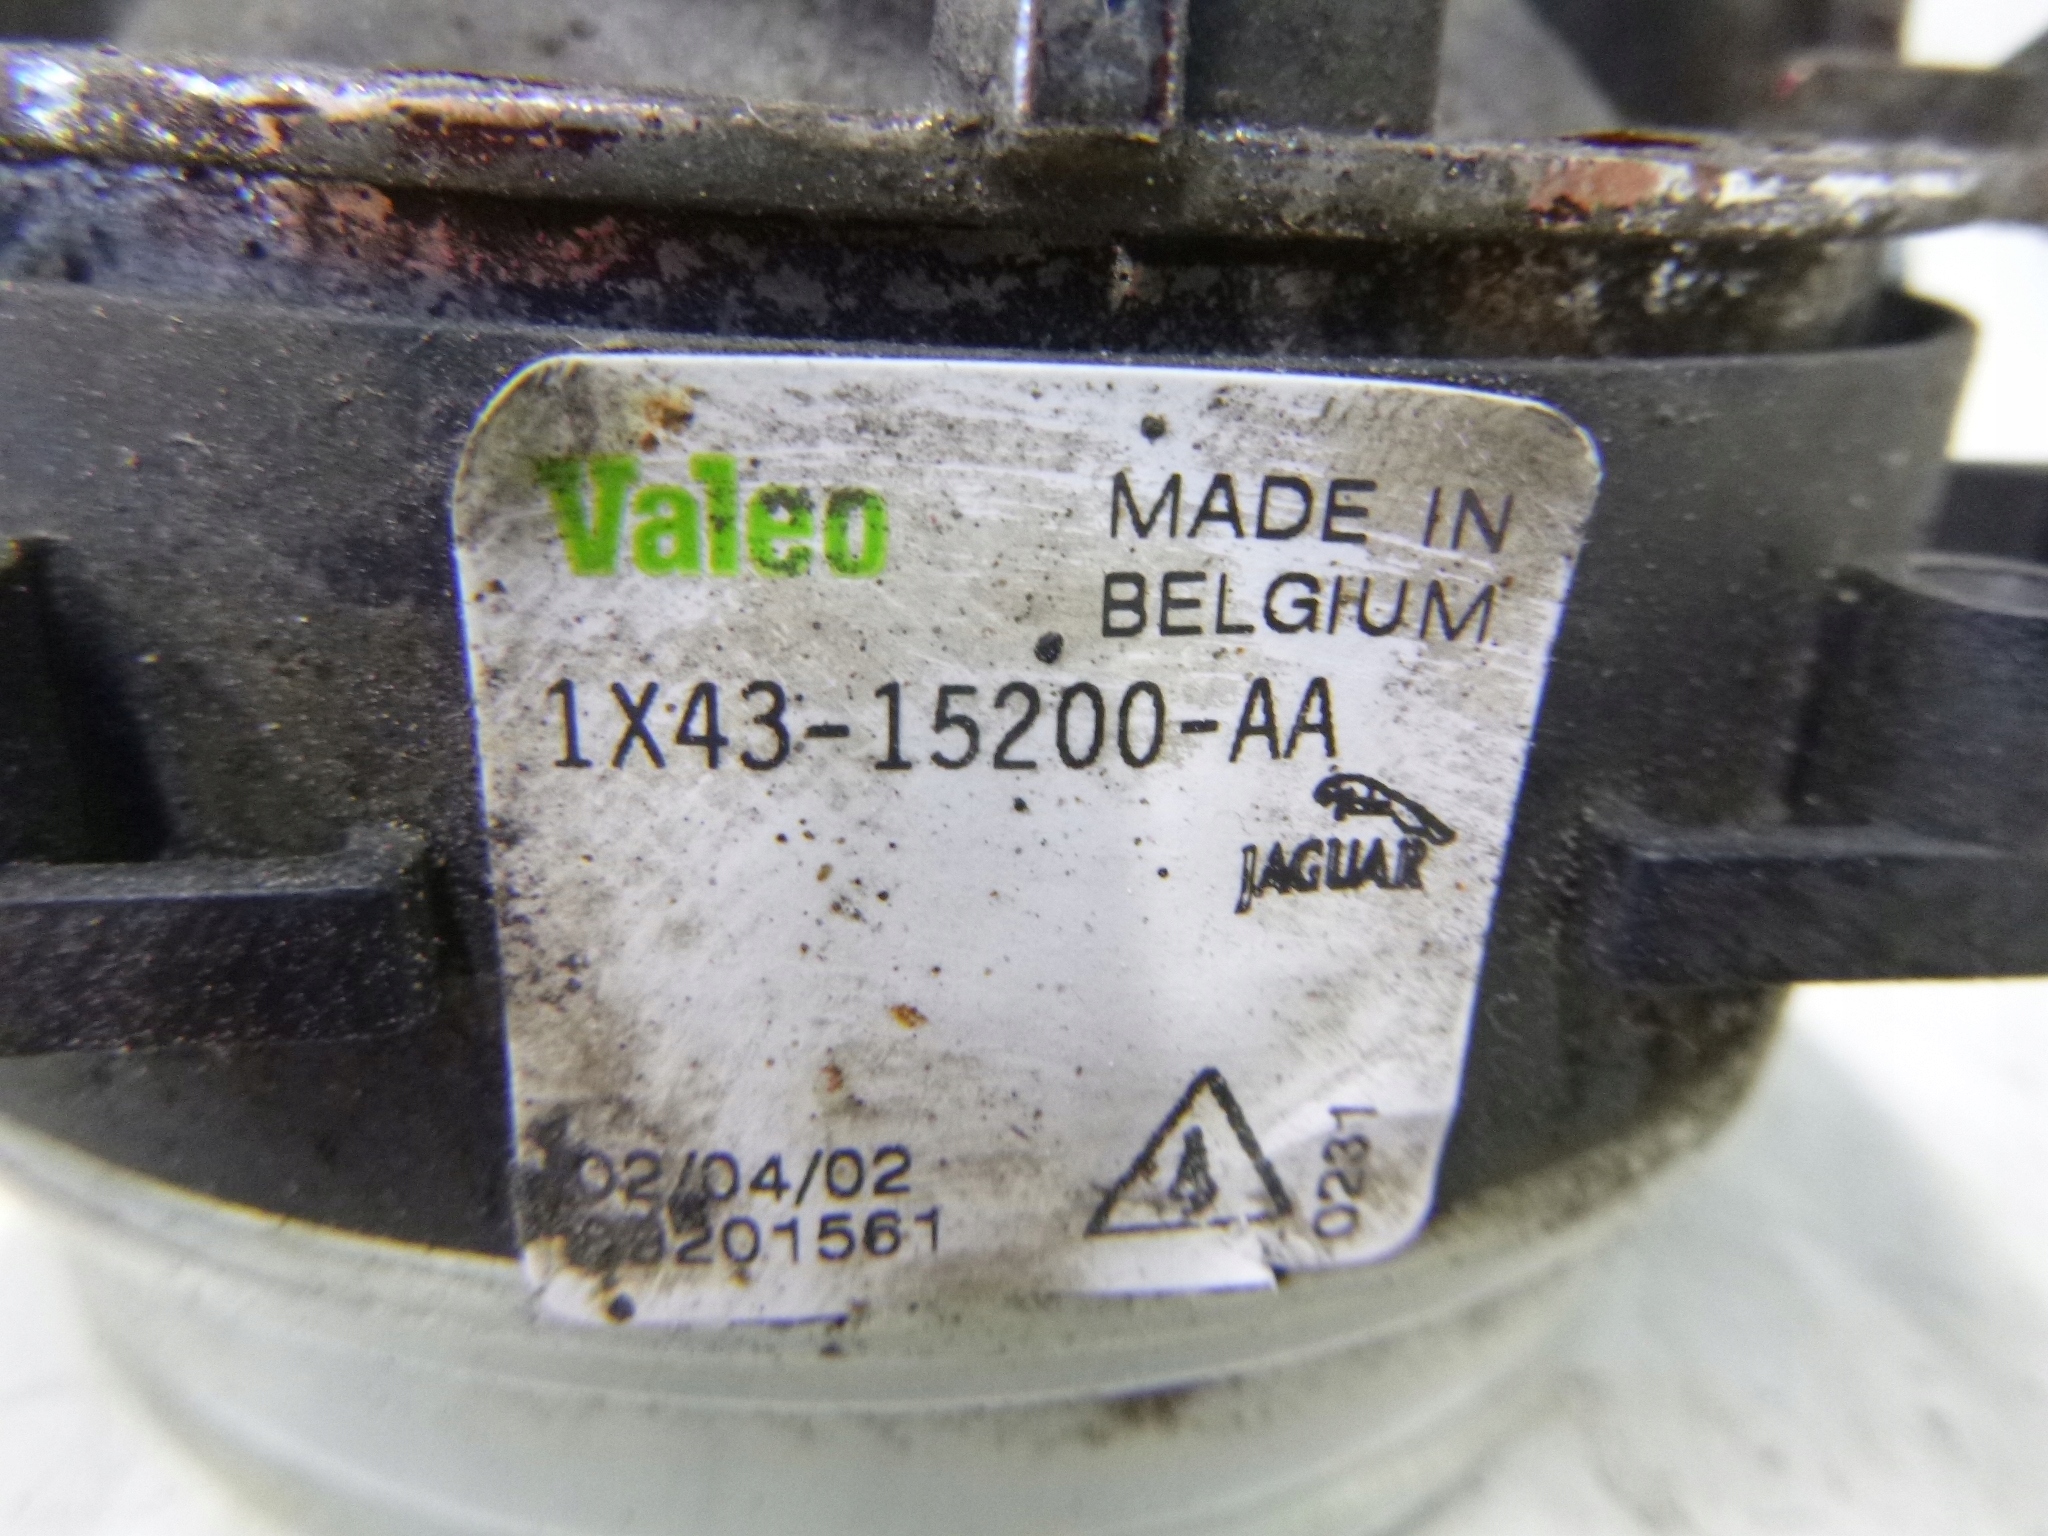 Valeo
MADE IN
BELGIUM
1X43-15200-AA
JAGUAR
02/04/02
0231